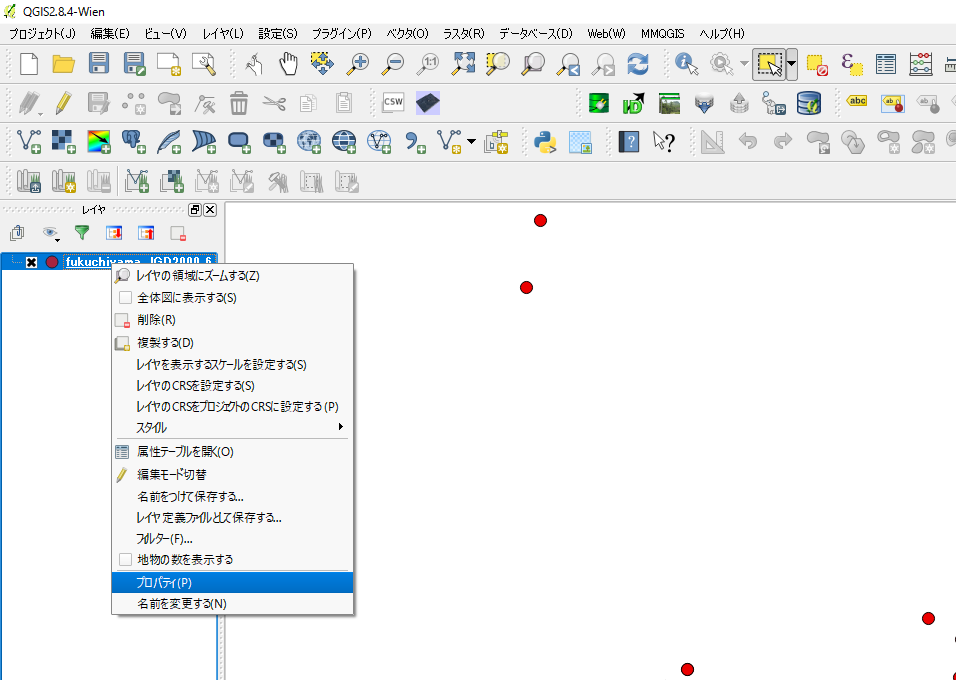 QGIS2.8.4-Wien
プロジェクト(J) 編集(E) ビュー(V) レイヤ(L) 設定(S) プラグイン(P) ベクタ(O) ラスタ(R) データベース(D) Web(W) MMQGIS ヘルプ(H)
1:1
CSW
abc
ab
ab
レイヤ
fukuchiyama_JGD2000_6
レイヤの領域にズームする(Z)
全体図に表示する(S)
削除(R)
複製する(D)
レイヤを表示するスケールを設定する(S)
レイヤのCRSを設定する(S)
レイヤのCRSをプロジェクトのCRSに設定する(P)
スタイル
属性テーブルを開く(O)
編集モード切替
名前をつけて保存する...
レイヤ定義ファイルとして保存する...
フィルター(F)...
地物の数を表示する
プロパティ(P)
名前を変更する(N)